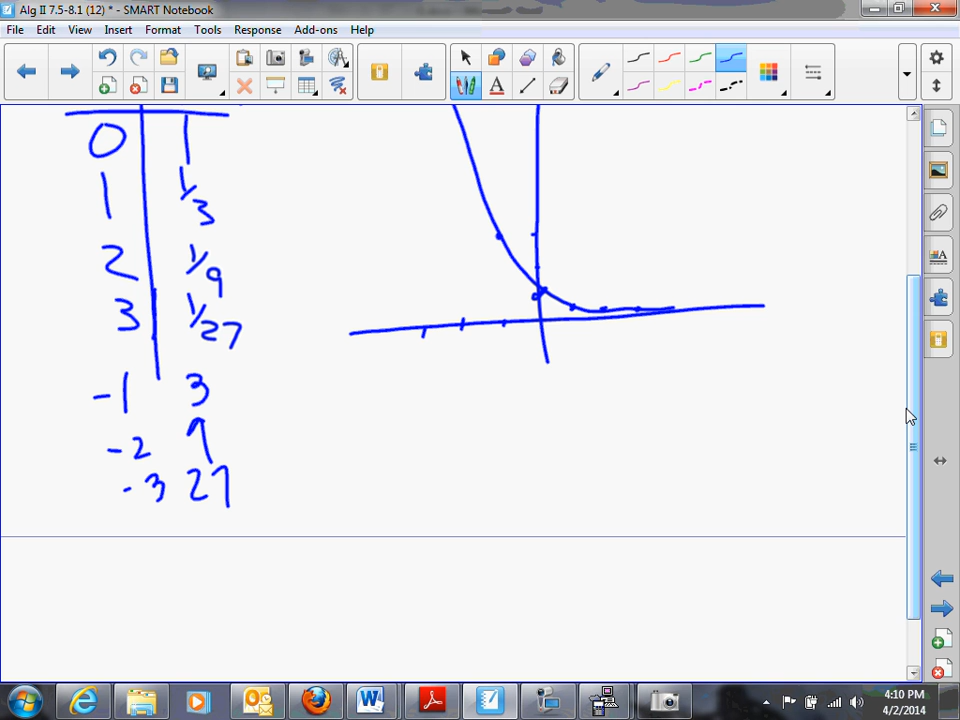 Alg II 7.5-8.1 (12) * - SMART Notebook
File Edit View Insert Format Tools Response Add-ons Help
0 1
1 1/3
2 1/9
3 1/27
-1 3
-2 9
-3 27
4:10 PM
4/2/2014